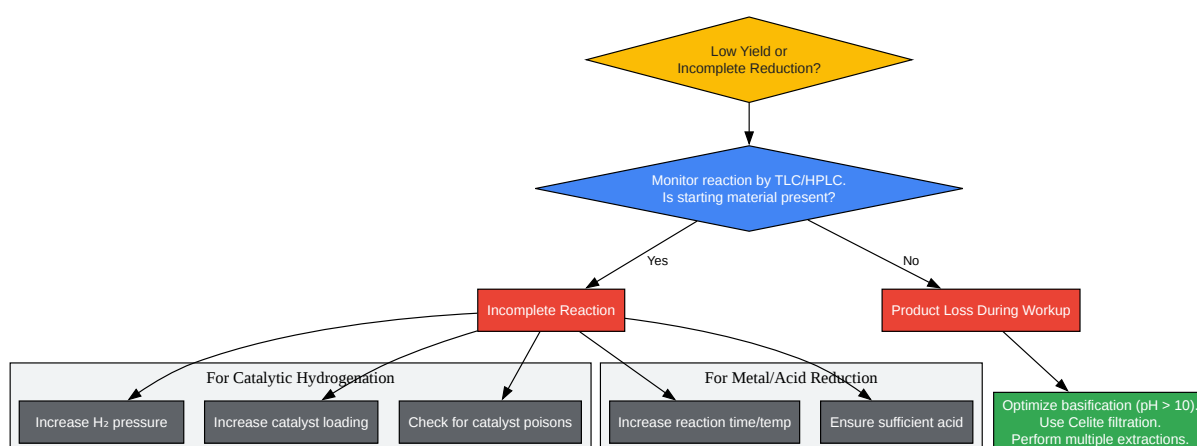 Low Yield or
Incomplete Reduction?
Monitor reaction by TLC/HPLC.
Is starting material present?
Yes
No
Incomplete Reaction
Product Loss During Workup
For Catalytic Hydrogenation
For Metal/Acid Reduction
Increase H₂ pressure
Increase catalyst loading
Check for catalyst poisons
Increase reaction time/temp
Ensure sufficient acid
Optimize basification (pH > 10).
Use Celite filtration.
Perform multiple extractions.